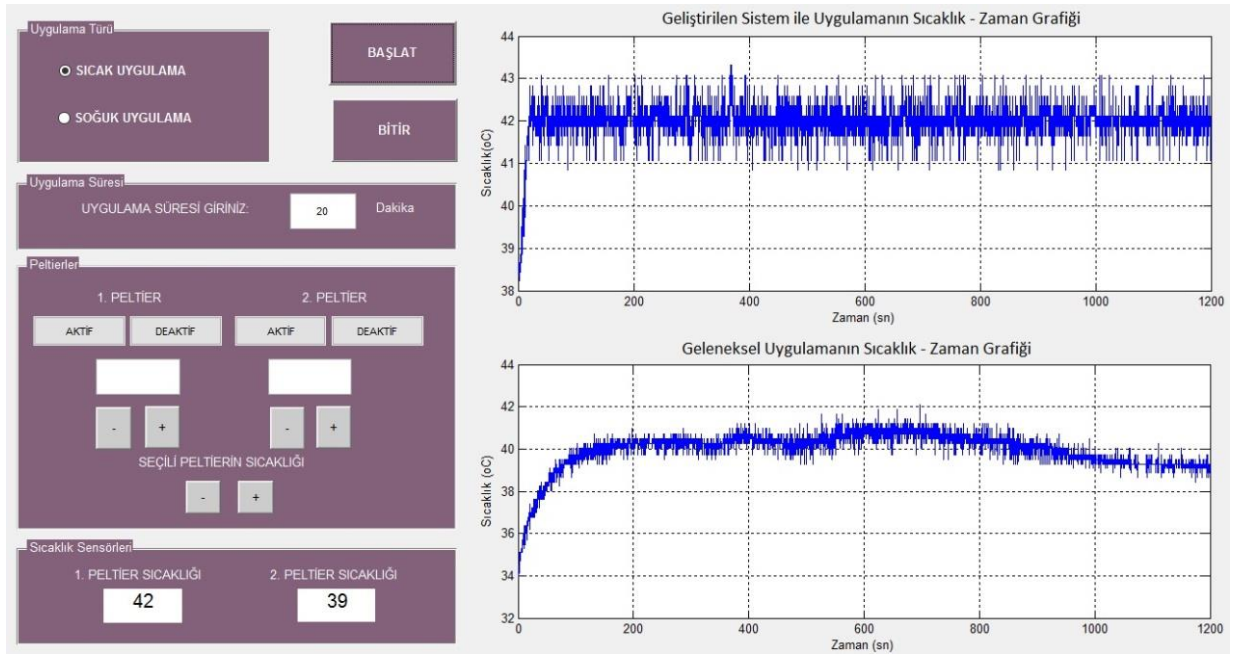 Uygulama Türü
SICAK UYGULAMA
SOĞUK UYGULAMA
BAŞLAT
BİTİR
Uygulama Süresi
UYGULAMA SÜRESİ GİRİNİZ: 20 Dakika
Peltierler
1. PELTİER 2. PELTİER
AKTİF DEAKTİF AKTİF DEAKTİF
- + - +
SEÇİLİ PELTİERİN SICAKLIĞI
- +
Sıcaklık Sensörleri
1. PELTİER SICAKLIĞI 2. PELTİER SICAKLIĞI
42 39
Geliştirilen Sistem ile Uygulamanın Sıcaklık - Zaman Grafiği
44
43
42
41
40
39
38
Sıcaklık(oC)
0 200 400 600 800 1000 1200
Zaman (sn)
Geleneksel Uygulamanın Sıcaklık - Zaman Grafiği
44
42
40
38
36
34
32
Sıcaklık (oC)
0 200 400 600 800 1000 1200
Zaman (sn)